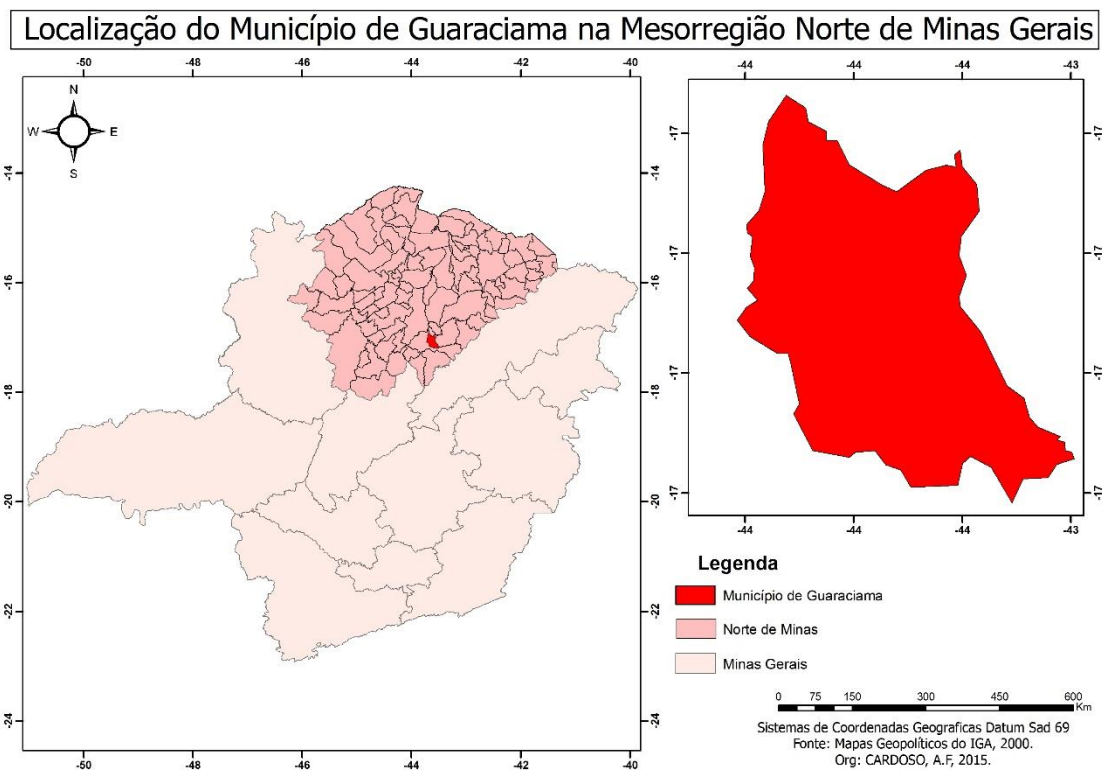 Localização do Município de Guaraciama na Mesorregião Norte de Minas Gerais
-50 -48 -46 -44 -42 -40
N
W E
S
-14
-16
-18
-20
-22
-24
-14
-16
-18
-20
-22
-24
-50 -48 -46 -44 -42 -40
-44 -44 -44 -43
-17
-17
-17
-17
-17
-17
-17
-17
-44 -44 -44 -43
Legenda
Município de Guaraciama
Norte de Minas
Minas Gerais
0 75 150 300 450 600
Km
Sistemas de Coordenadas Geograficas Datum Sad 69
Fonte: Mapas Geopolíticos do IGA, 2000.
Org: CARDOSO, A.F, 2015.